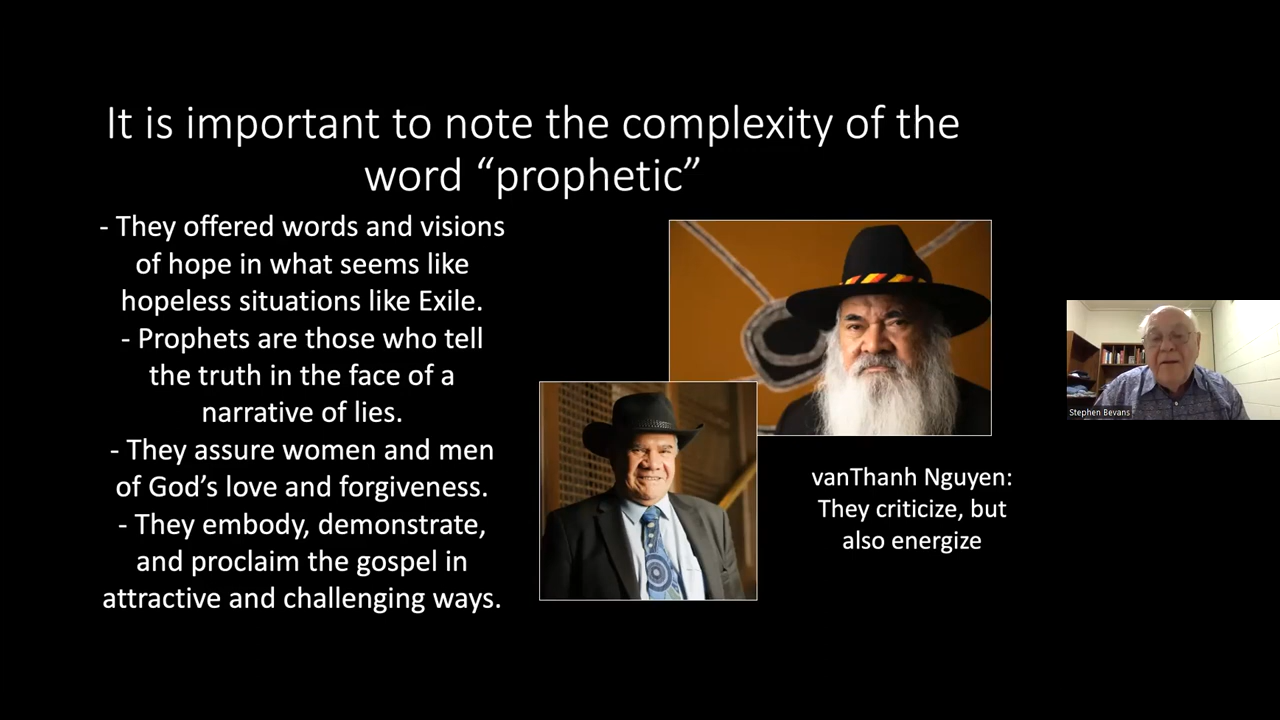 It is important to note the complexity of the
word “prophetic”
- They offered words and visions
of hope in what seems like
hopeless situations like Exile.
- Prophets are those who tell
the truth in the face of a
narrative of lies.
- They assure women and men
of God’s love and forgiveness.
- They embody, demonstrate,
and proclaim the gospel in
attractive and challenging ways.
vanThanh Nguyen:
They criticize, but
also energize
Stephen Bevans